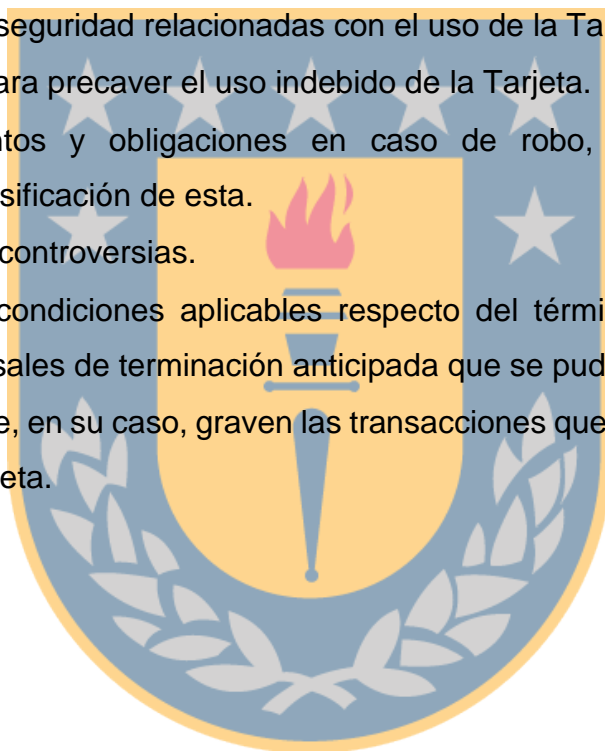 seguridad relacionadas con el uso de la Ta
ara precaver el uso indebido de la Tarjeta.
ntos y obligaciones en caso de robo,
sificación de esta.
controversias.
condiciones aplicables respecto del térmi
sales de terminación anticipada que se pud
e, en su caso, graven las transacciones que
eta.